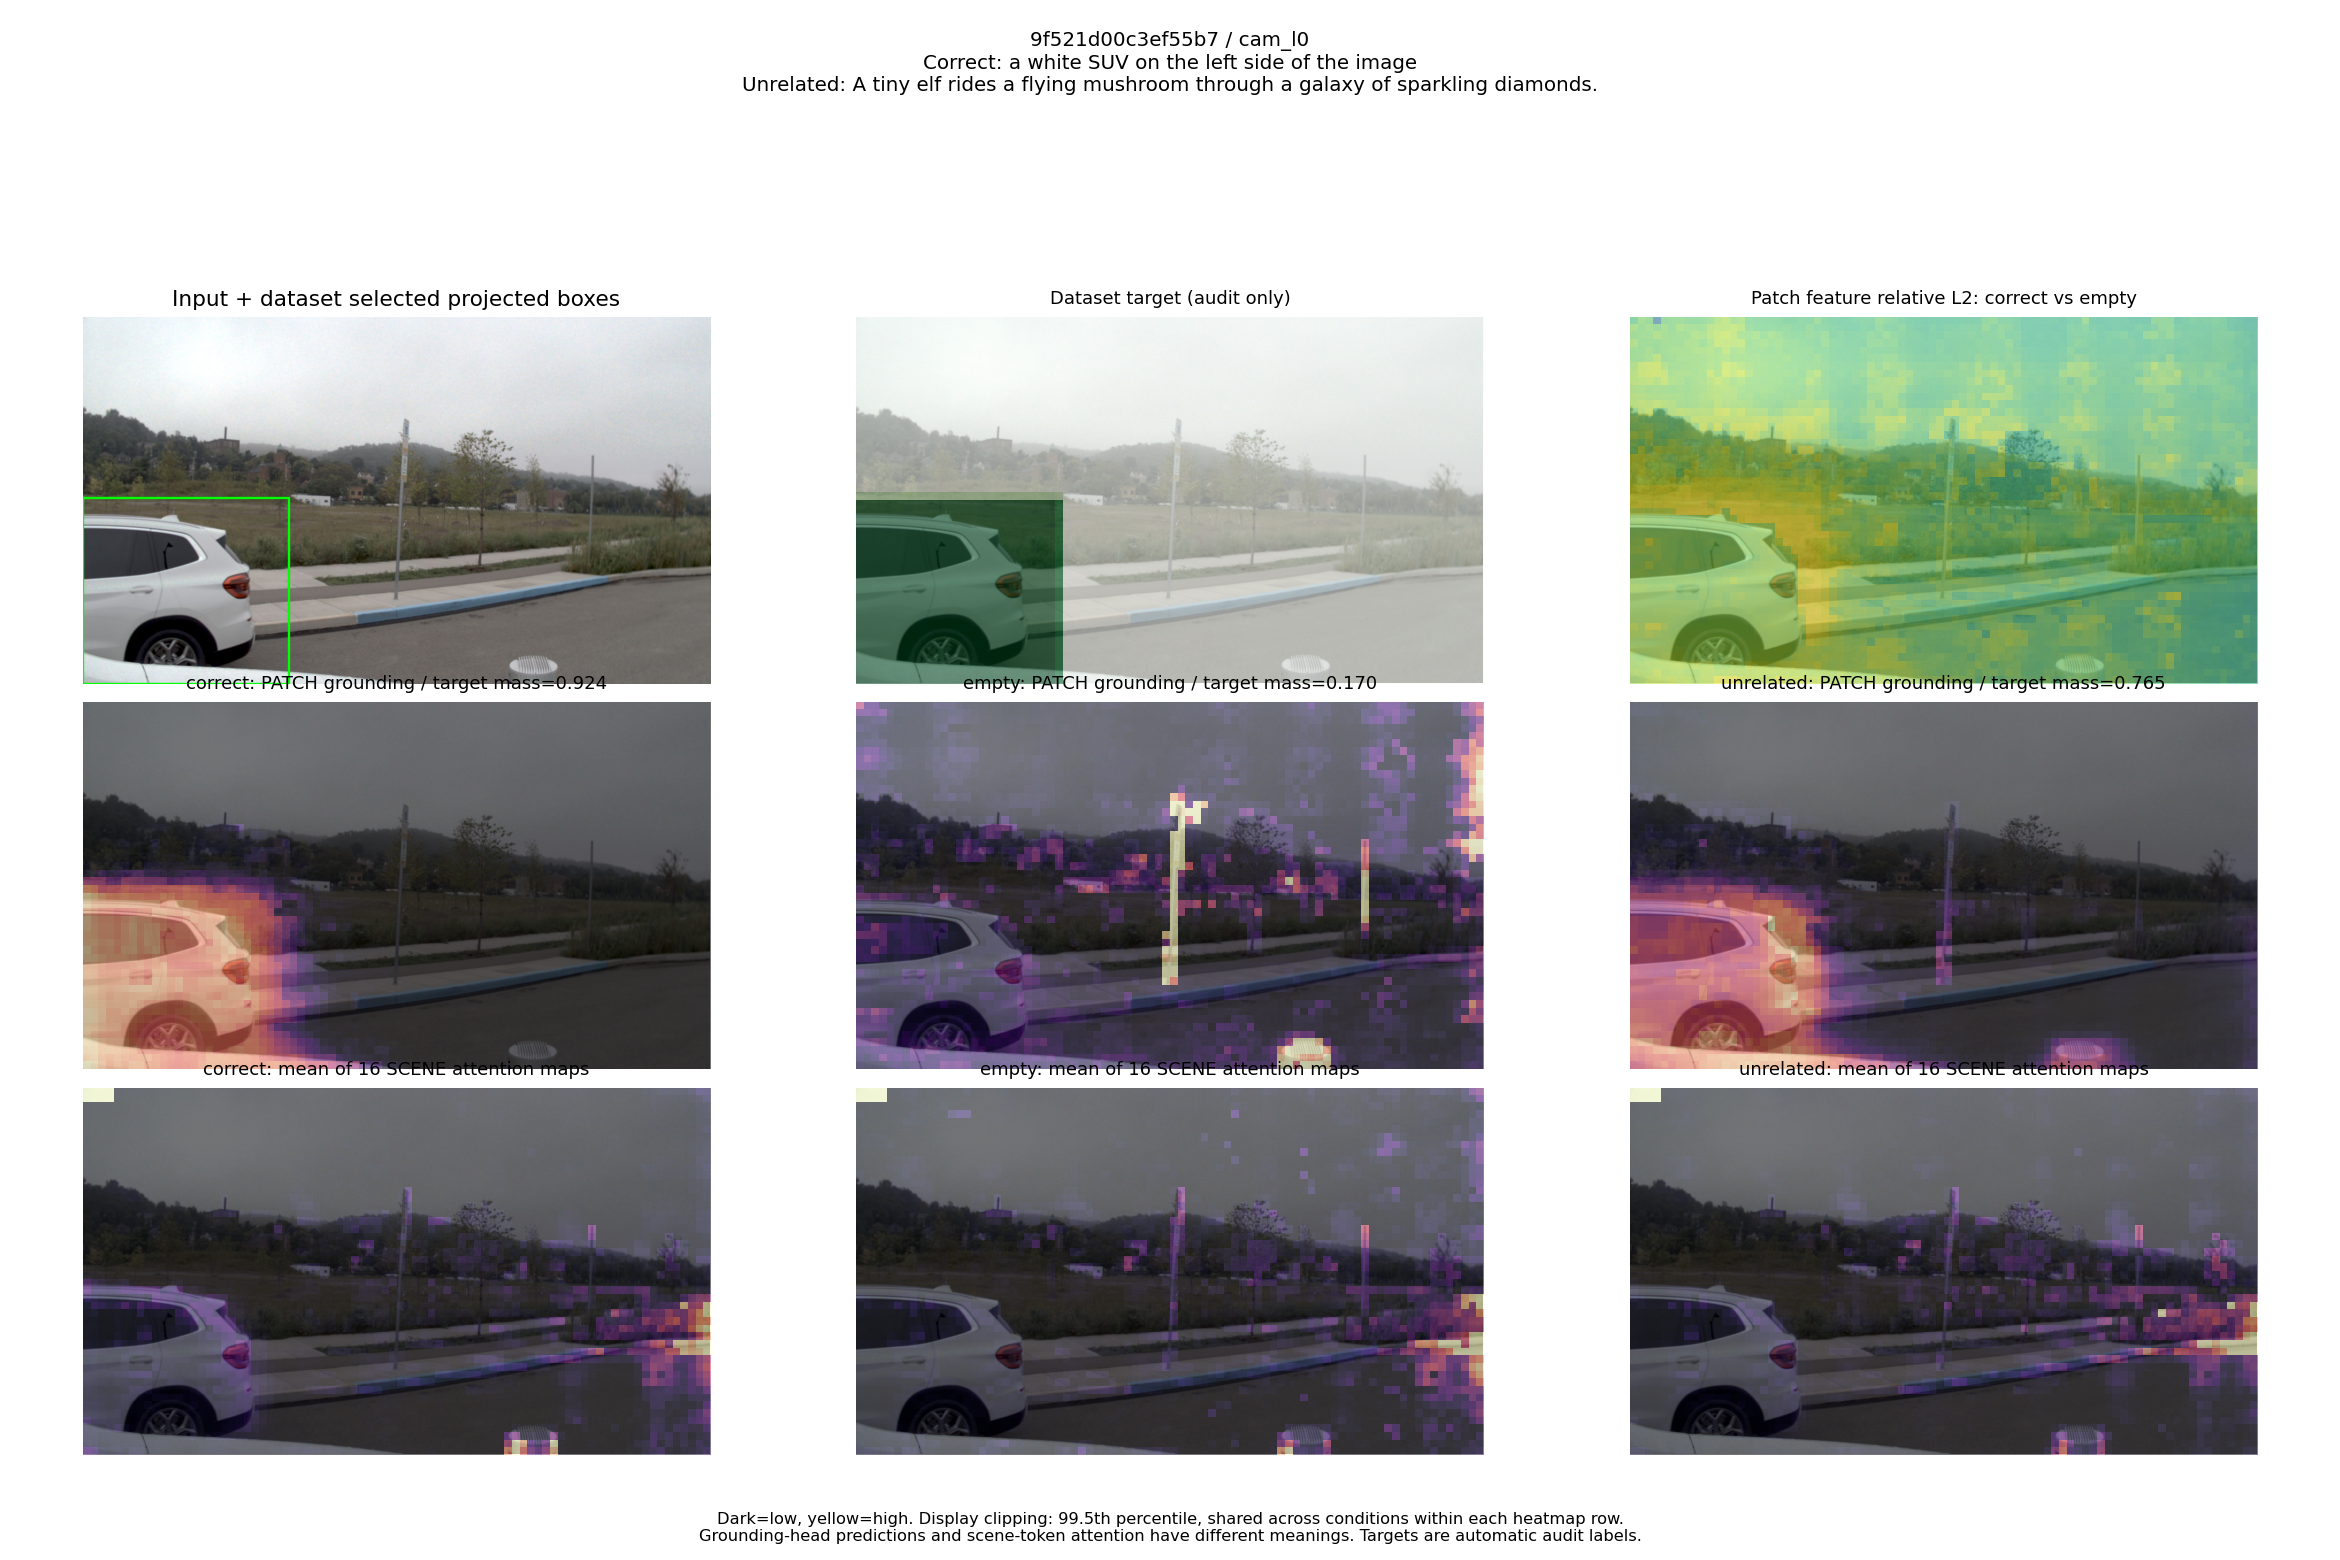 9f521d00c3ef55b7 / cam_l0
Correct: a white SUV on the left side of the image
Unrelated: A tiny elf rides a flying mushroom through a galaxy of sparkling diamonds.
Input + dataset selected projected boxes
Dataset target (audit only)
Patch feature relative L2: correct vs empty
correct: PATCH grounding / target mass=0.924
empty: PATCH grounding / target mass=0.170
unrelated: PATCH grounding / target mass=0.765
correct: mean of 16 SCENE attention maps
empty: mean of 16 SCENE attention maps
unrelated: mean of 16 SCENE attention maps
Dark=low, yellow=high. Display clipping: 99.5th percentile, shared across conditions within each heatmap row.
Grounding-head predictions and scene-token attention have different meanings. Targets are automatic audit labels.